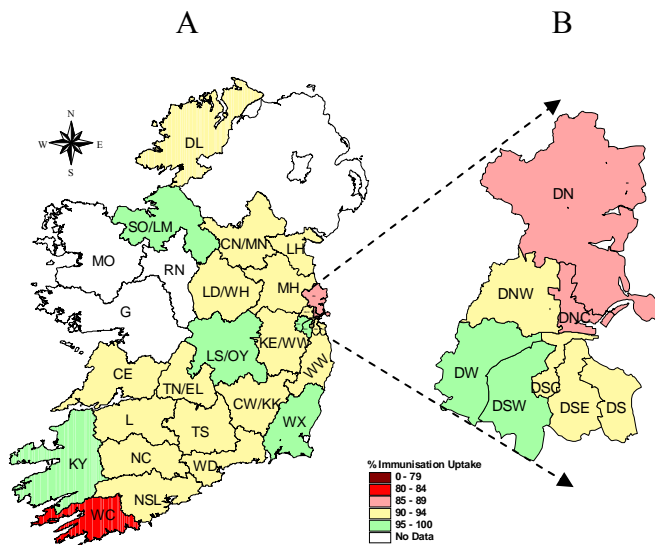 A
B
N
W E
S
DL
SO/LM
MO
RN
CN/MN
LH
G
LD/WH
MH
LS/OY
KE/WW
WW
CE
TN/EL
CW/KK
L
TS
WX
KY
NC
WD
NSL
WC
DN
DNW
DNC
DW
DSW
DSC
DSE
DS
% Immunisation Uptake
0 - 79
80 - 84
85 - 89
90 - 94
95 - 100
No Data